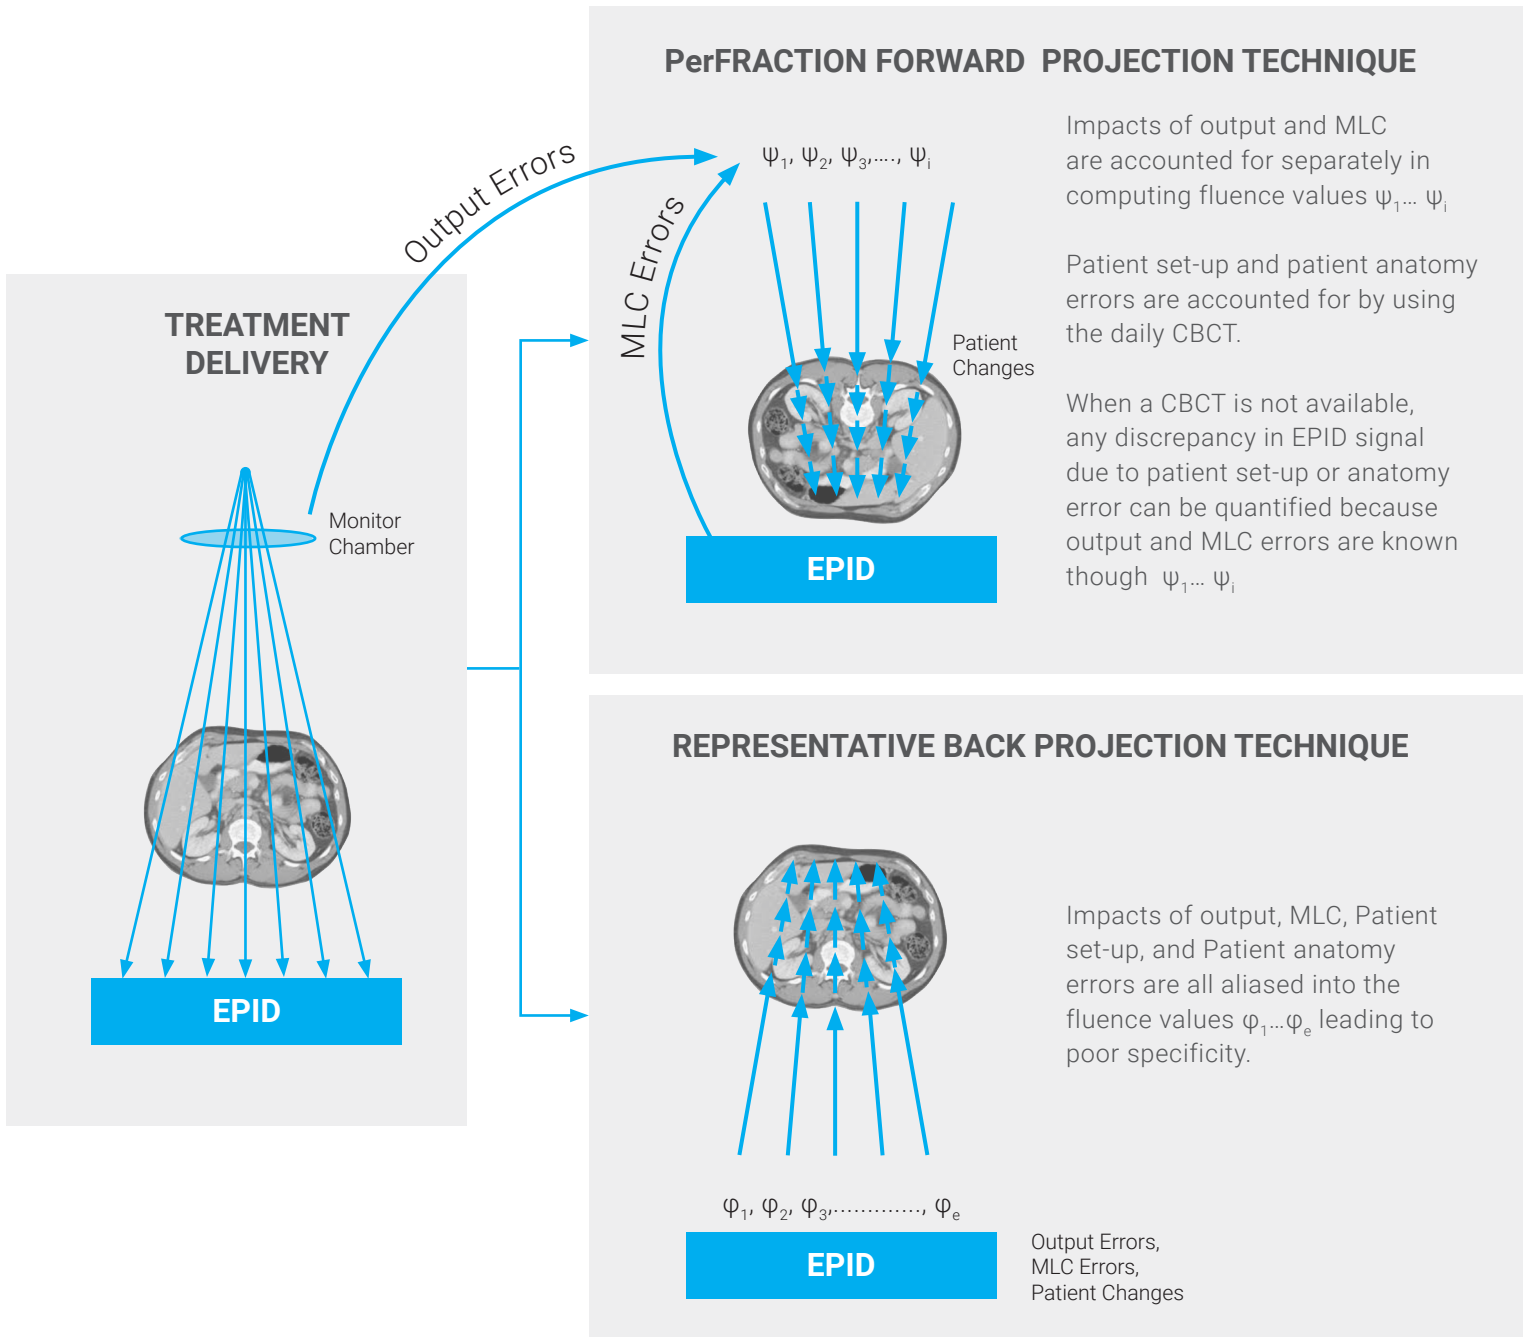 PerFRACTION FORWARD PROJECTION TECHNIQUE
Output Errors
MLC Errors
ψ₁, ψ₂, ψ₃,...., ψᵢ
Patient
Changes
EPID
Impacts of output and MLC
are accounted for separately in
computing fluence values ψ₁... ψᵢ
Patient set-up and patient anatomy
errors are accounted for by using
the daily CBCT.
When a CBCT is not available,
any discrepancy in EPID signal
due to patient set-up or anatomy
error can be quantified because
output and MLC errors are known
though ψ₁... ψᵢ
TREATMENT
DELIVERY
Monitor
Chamber
EPID
REPRESENTATIVE BACK PROJECTION TECHNIQUE
Impacts of output, MLC, Patient
set-up, and Patient anatomy
errors are all aliased into the
fluence values φ₁...φₑ leading to
poor specificity.
φ₁, φ₂, φ₃,............., φₑ
EPID
Output Errors,
MLC Errors,
Patient Changes